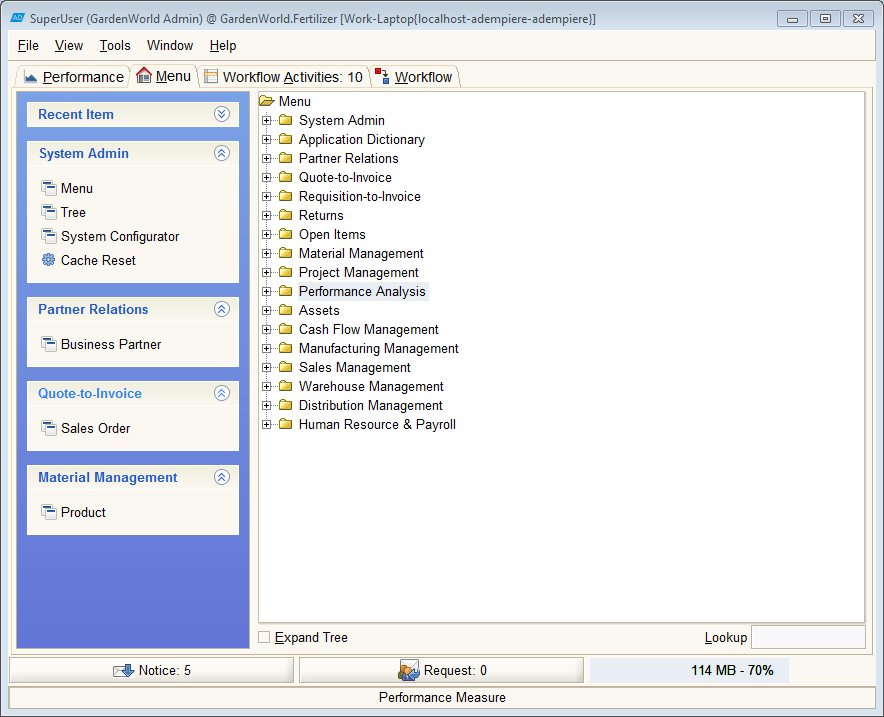 AD SuperUser (GardenWorld Admin) @ GardenWorld.Fertilizer [Work-Laptop{localhost-adempiere-adempiere}]
File View Tools Window Help
Performance Menu Workflow Activities: 10 Workflow
Recent Item
System Admin
Menu
Tree
System Configurator
Cache Reset
Partner Relations
Business Partner
Quote-to-Invoice
Sales Order
Material Management
Product
Menu
System Admin
Application Dictionary
Partner Relations
Quote-to-Invoice
Requisition-to-Invoice
Returns
Open Items
Material Management
Project Management
Performance Analysis
Assets
Cash Flow Management
Manufacturing Management
Sales Management
Warehouse Management
Distribution Management
Human Resource & Payroll
Expand Tree Lookup
Notice: 5 Request: 0 114 MB - 70%
Performance Measure